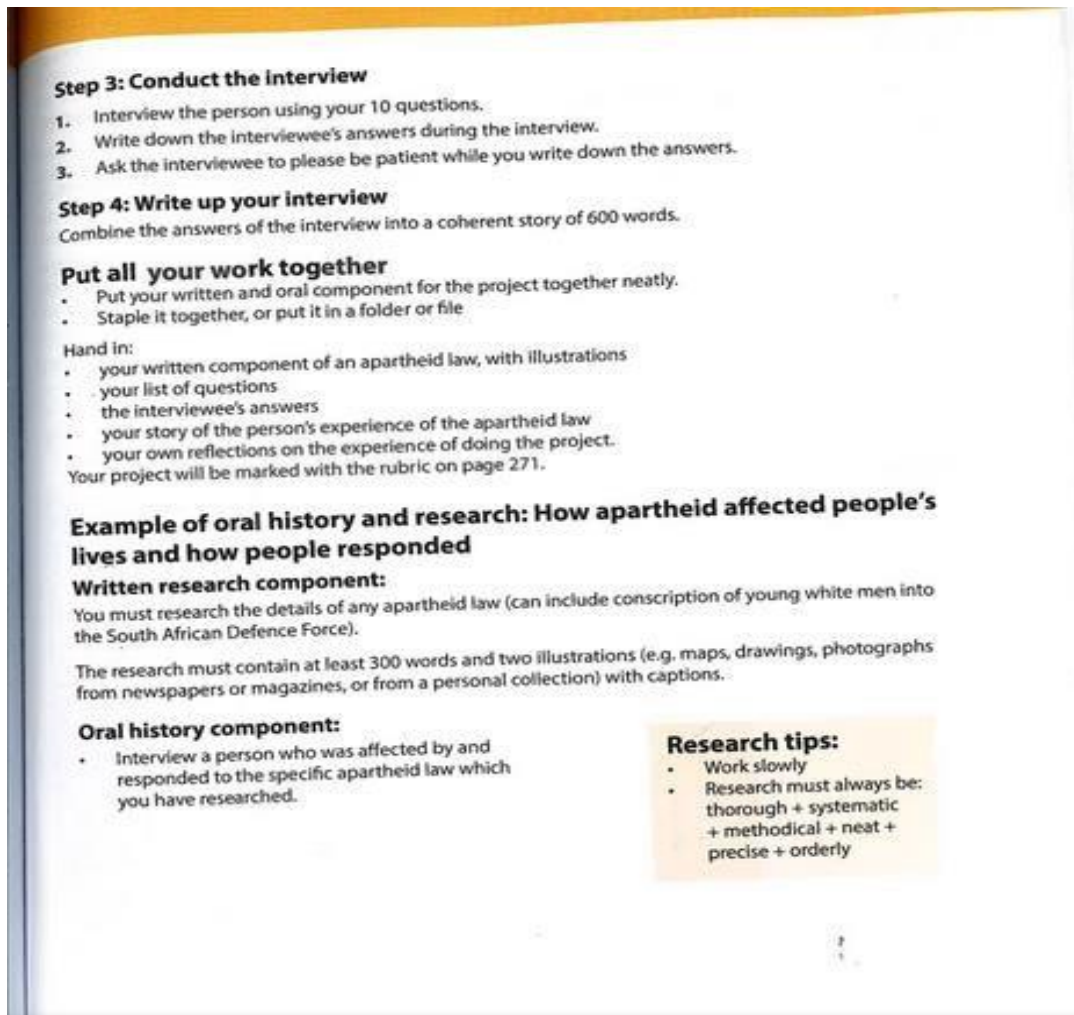 Step 3: Conduct the interview
1. Interview the person using your 10 questions.
2. Write down the interviewee's answers during the interview.
3. Ask the interviewee to please be patient while you write down the answers.
Step 4: Write up your interview
Combine the answers of the interview into a coherent story of 600 words.
Put all your work together
• Put your written and oral component for the project together neatly.
• Staple it together, or put it in a folder or file
Hand in:
• your written component of an apartheid law, with illustrations
• your list of questions
• the interviewee's answers
• your story of the person's experience of the apartheid law
• your own reflections on the experience of doing the project.
Your project will be marked with the rubric on page 271.
Example of oral history and research: How apartheid affected people's
lives and how people responded
Written research component:
You must research the details of any apartheid law (can include conscription of young white men into
the South African Defence Force).
The research must contain at least 300 words and two illustrations (e.g. maps, drawings, photographs
from newspapers or magazines, or from a personal collection) with captions.
Oral history component:
• Interview a person who was affected by and
responded to the specific apartheid law which
you have researched.
Research tips:
• Work slowly
• Research must always be:
thorough + systematic
+ methodical + neat +
precise + orderly